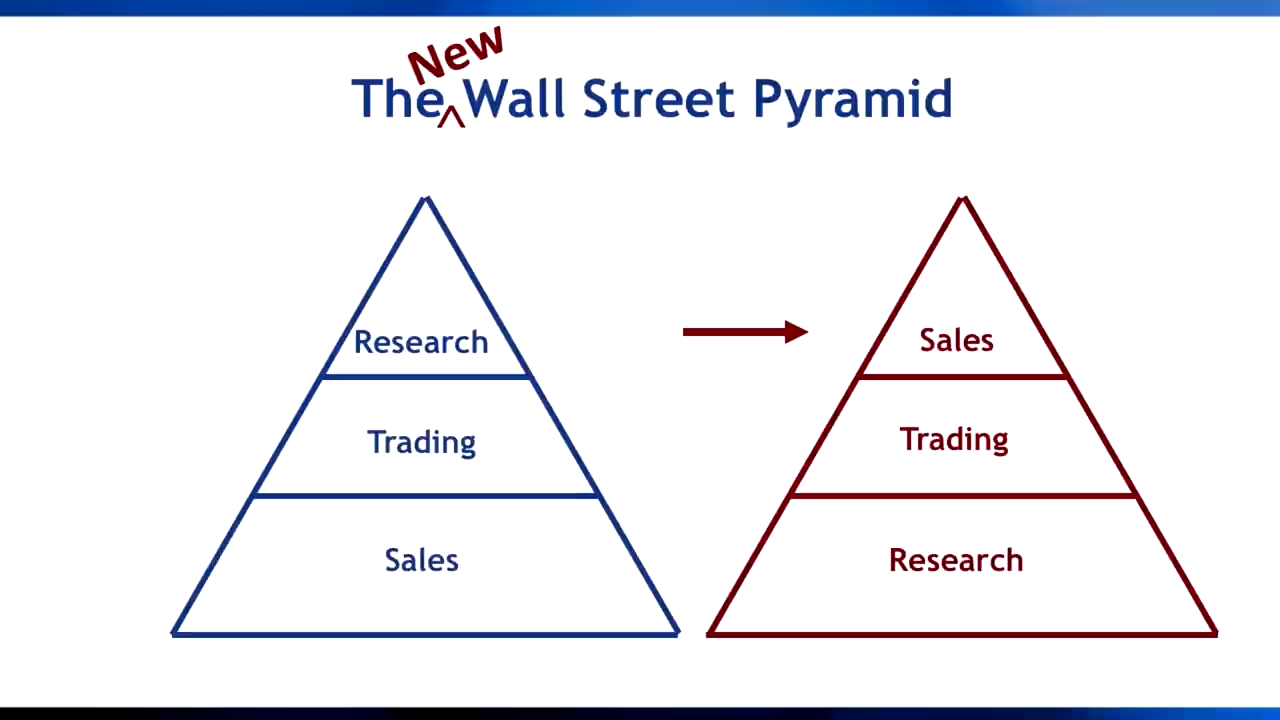 New
The ^ Wall Street Pyramid
Research
Trading
Sales
Sales
Trading
Research